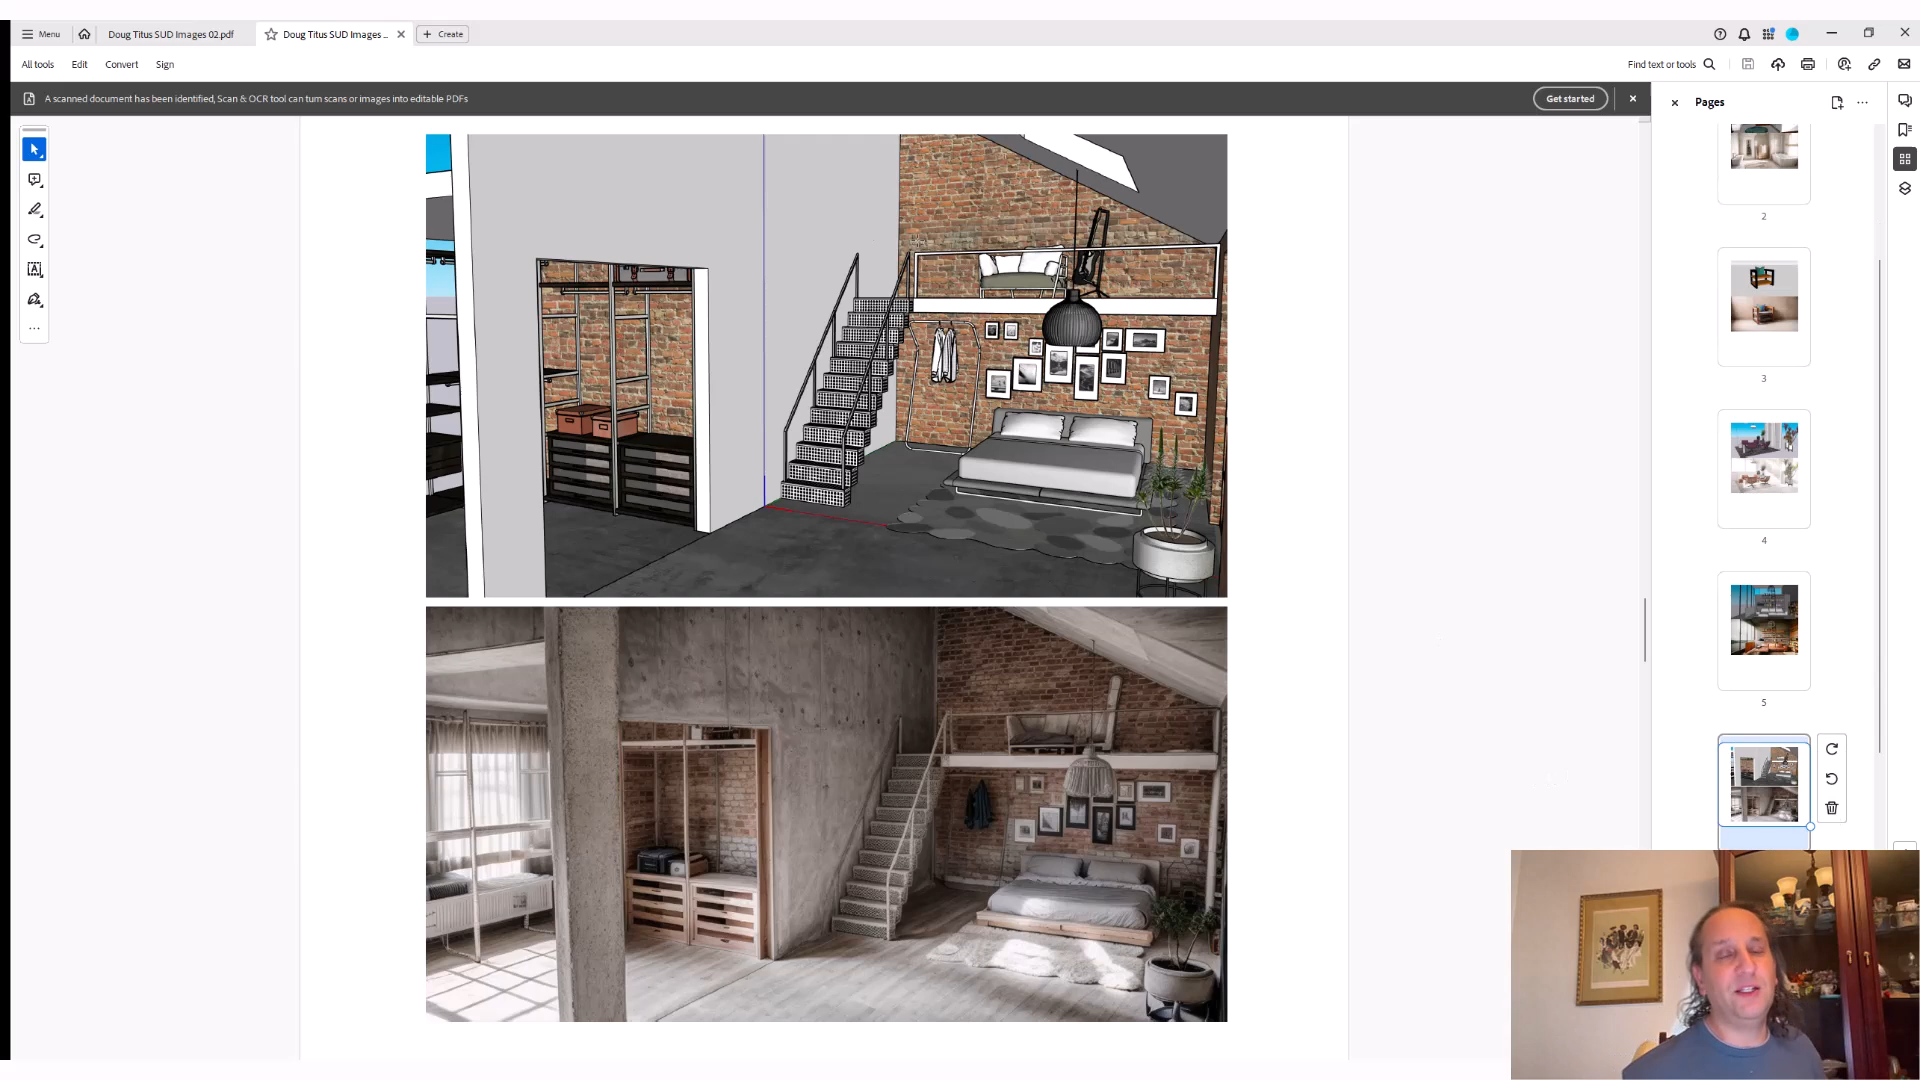 Menu
Doug Titus SUD Images 02.pdf
Doug Titus SUD Images ...
Create
All tools
Edit
Convert
Sign
Find text or tools
A scanned document has been identified, Scan & OCR tool can turn scans or images into editable PDFs
Get started
Pages
2
3
4
5